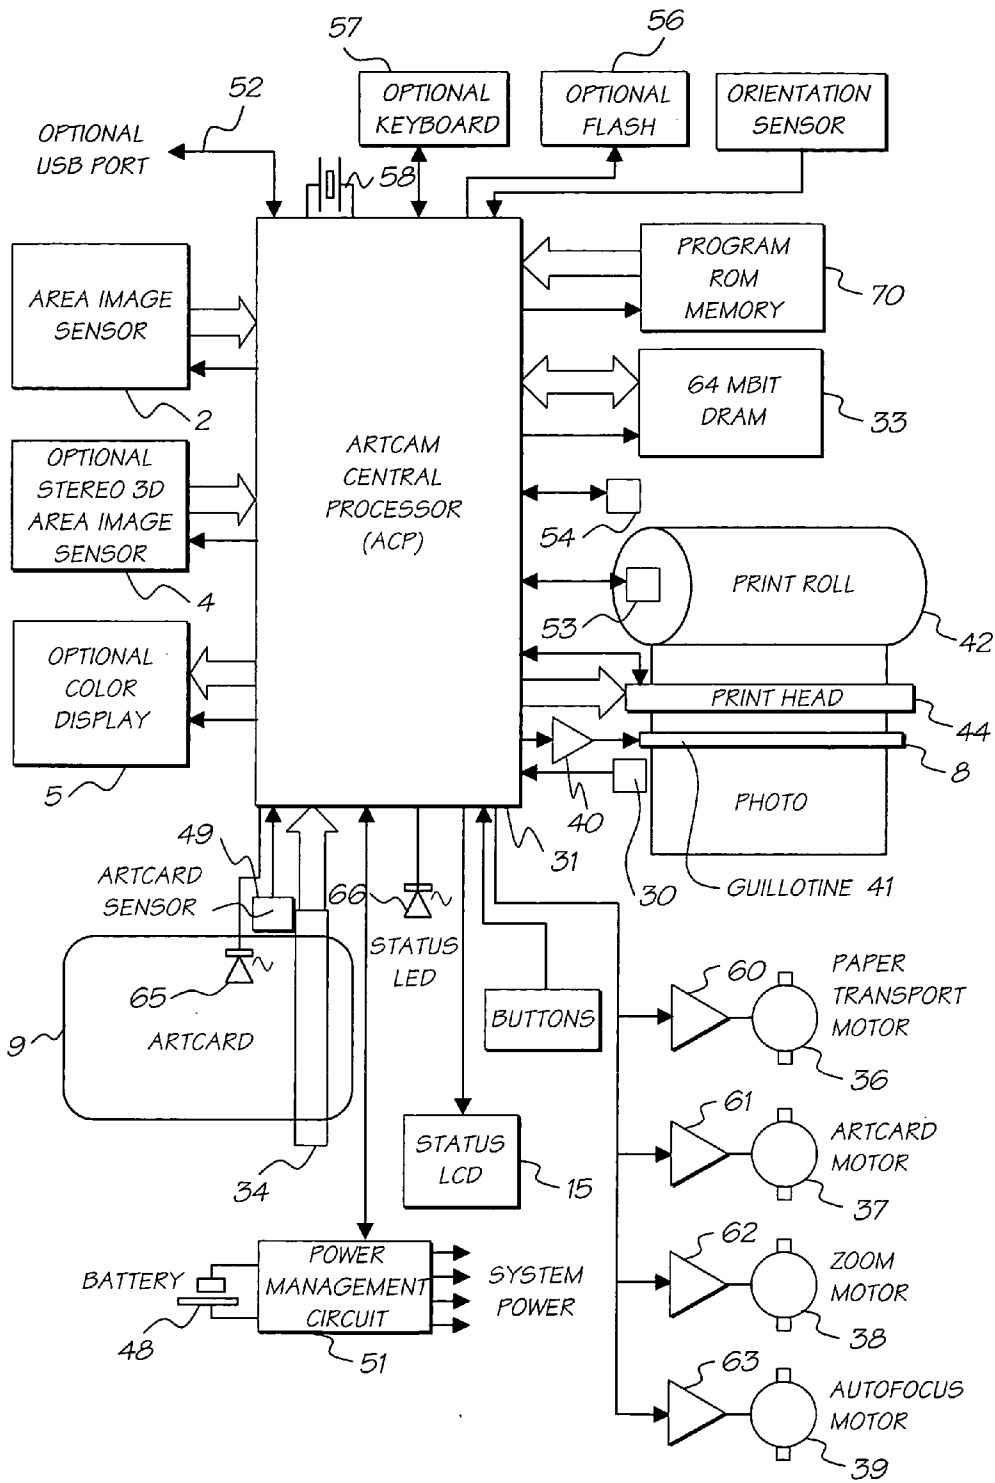 57
56
52
OPTIONAL
KEYBOARD
OPTIONAL
FLASH
ORIENTATION
SENSOR
OPTIONAL
USB PORT
58
AREA IMAGE
SENSOR
2
PROGRAM
ROM
MEMORY
70
64 MBIT
DRAM
33
OPTIONAL
STEREO 3D
AREA IMAGE
SENSOR
4
ARTCAM
CENTRAL
PROCESSOR
(ACP)
54
PRINT ROLL
53
42
OPTIONAL
COLOR
DISPLAY
5
PRINT HEAD
44
8
40
PHOTO
31
30
GUILLOTINE 41
49
ARTCARD
SENSOR
66
STATUS
LED
65
9
ARTCARD
BUTTONS
34
STATUS
LCD
15
60
PAPER
TRANSPORT
MOTOR
36
61
ARTCARD
MOTOR
37
62
ZOOM
MOTOR
38
63
AUTOFOCUS
MOTOR
39
BATTERY
48
POWER
MANAGEMENT
CIRCUIT
51
SYSTEM
POWER